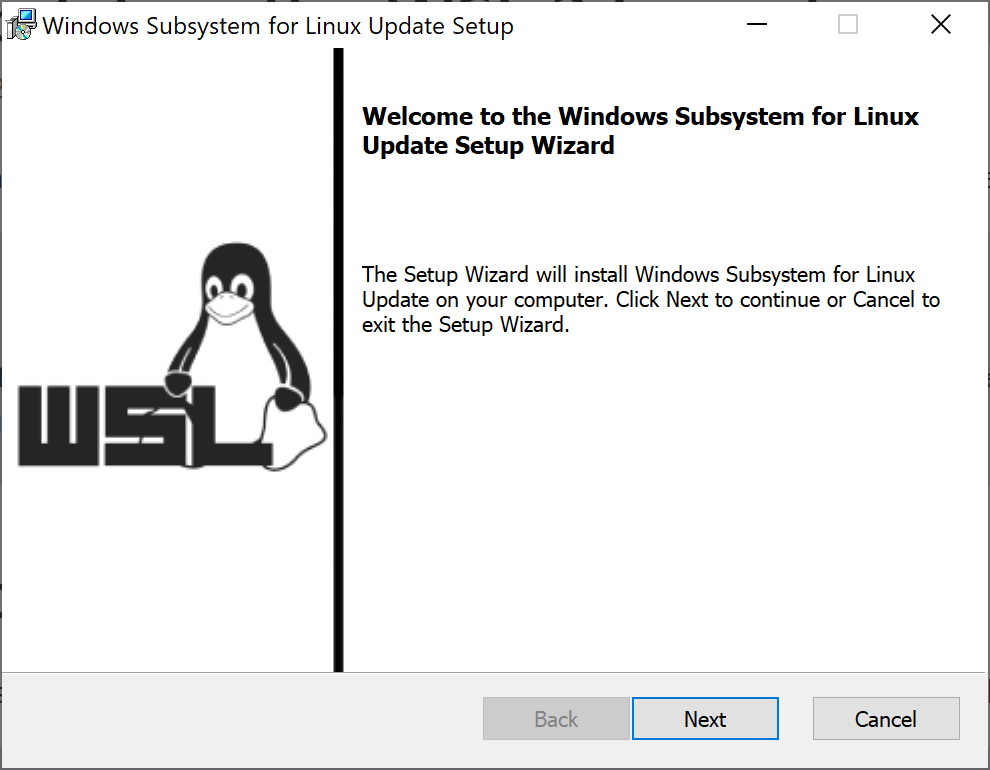 Windows Subsystem for Linux Update Setup
Welcome to the Windows Subsystem for Linux
Update Setup Wizard
The Setup Wizard will install Windows Subsystem for Linux
Update on your computer. Click Next to continue or Cancel to
exit the Setup Wizard.
WSL
Back
Next
Cancel